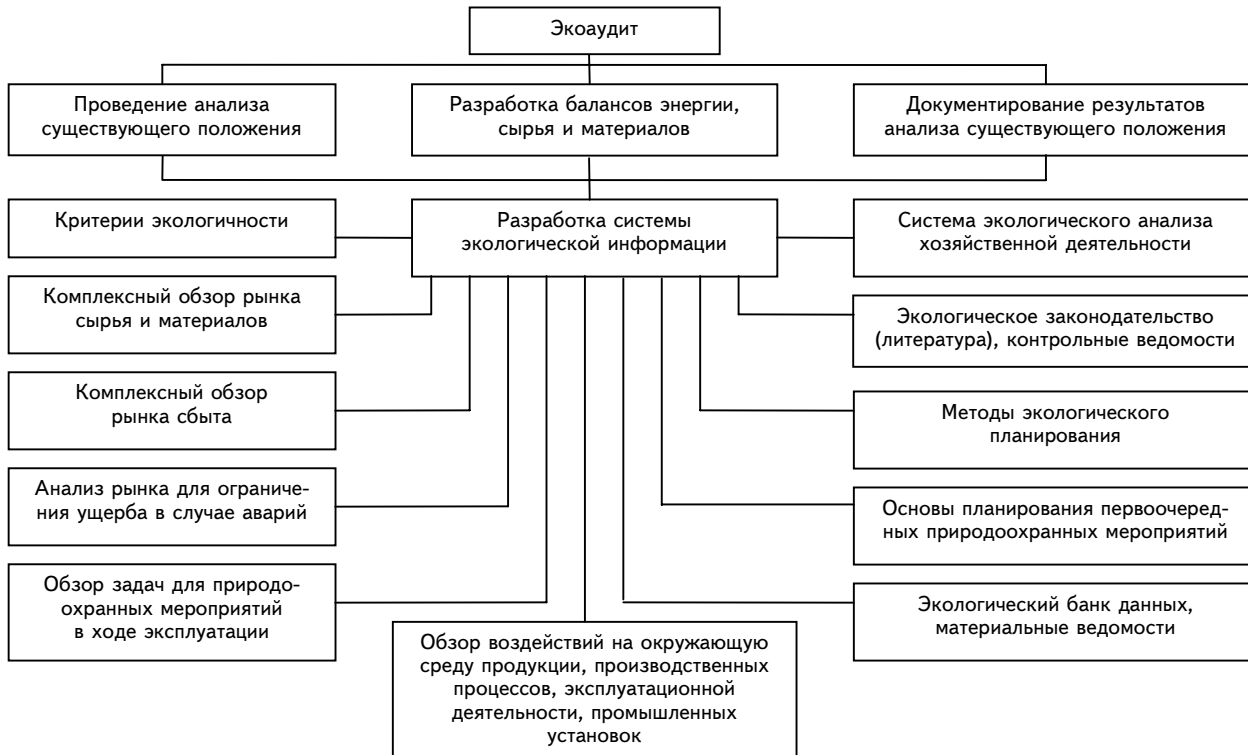 Экоаудит
Проведение анализа
существующего положения
Разработка балансов энергии,
сырья и материалов
Документирование результатов
анализа существующего положения
Критерии экологичности
Разработка системы
экологической информации
Система экологического анализа
хозяйственной деятельности
Комплексный обзор рынка
сырья и материалов
Экологическое законодательство
(литература), контрольные ведомости
Комплексный обзор
рынка сбыта
Методы экологического
планирования
Анализ рынка для ограниче-
ния ущерба в случае аварий
Основы планирования первоочеред-
ных природоохранных мероприятий
Обзор задач для природо-
охранных мероприятий
в ходе эксплуатации
Экологический банк данных,
материальные ведомости
Обзор воздействий на окружающую
среду продукции, производственных
процессов, эксплуатационной
деятельности, промышленных
установок